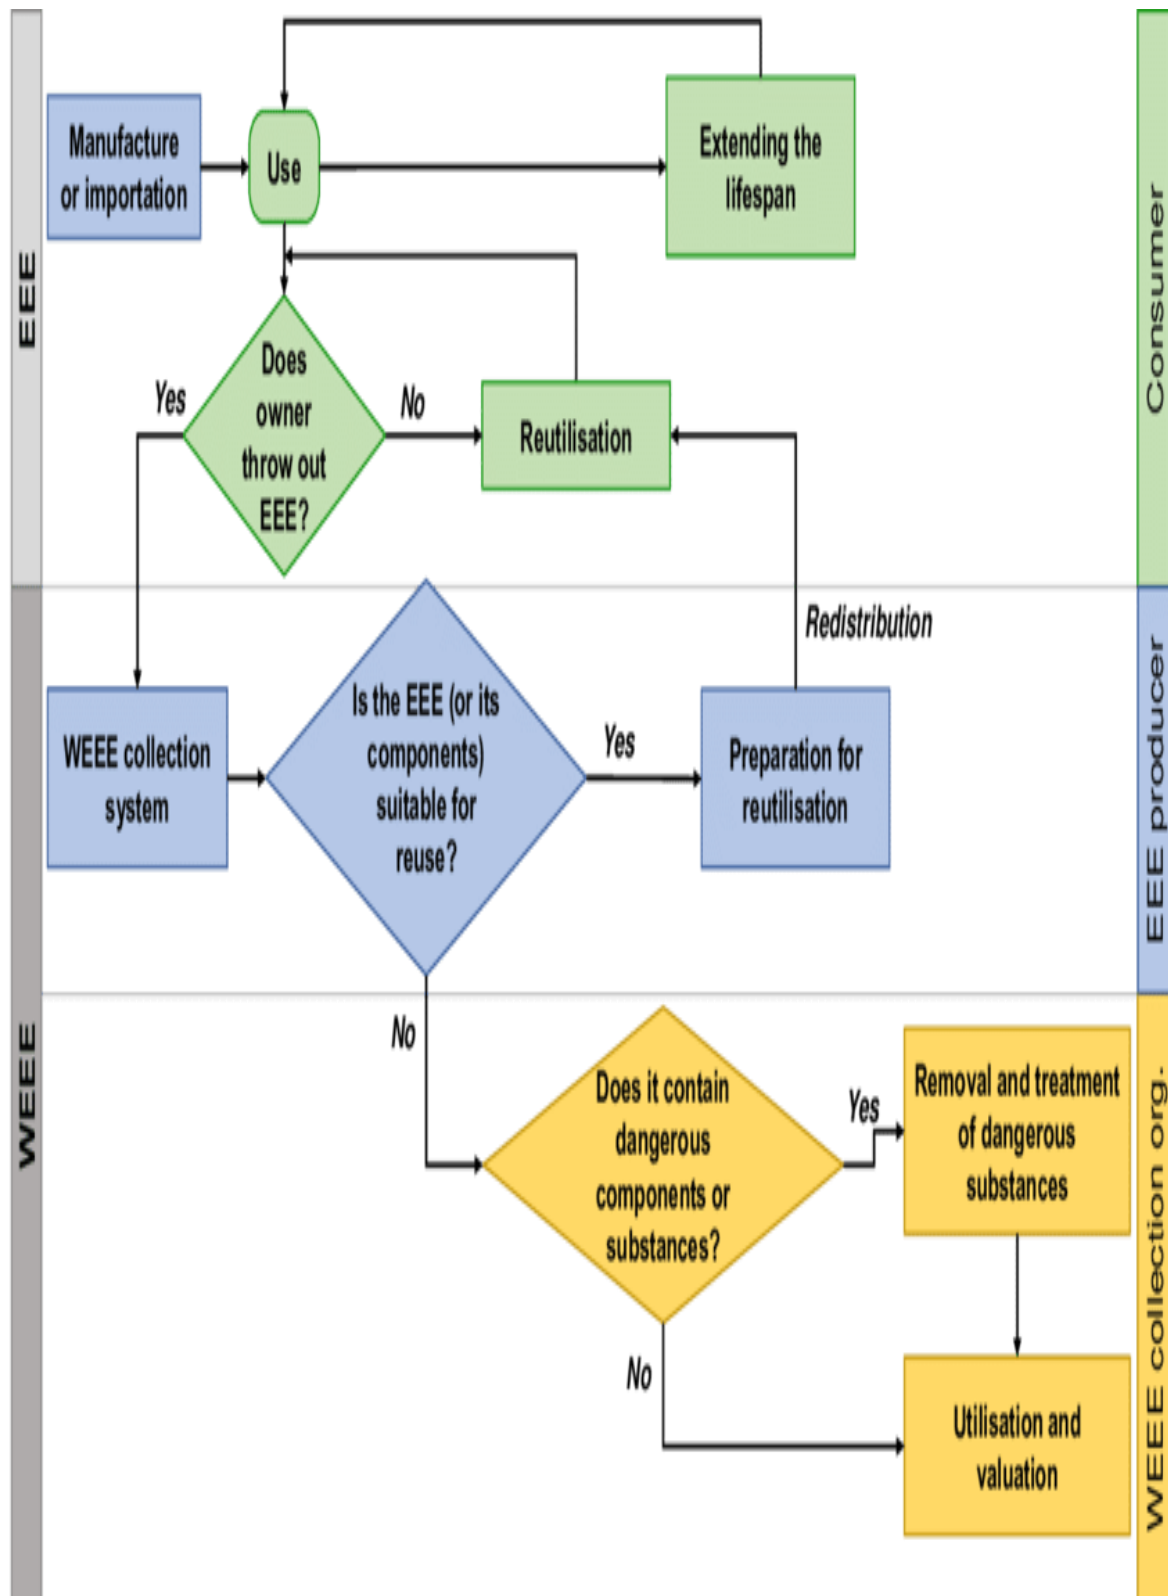 EEE
Manufacture
or importation
Use
Extending the
lifespan
Consumer
Does
owner
throw out
EEE?
Yes
No
Reutilisation
Redistribution
WEEE
WEEE collection
system
Is the EEE (or its
components)
suitable for
reuse?
Yes
Preparation for
reutilisation
EEE producer
No
Does it contain
dangerous
components or
substances?
Yes
Removal and treatment
of dangerous
substances
No
Utilisation and
valuation
WEEE collection org.